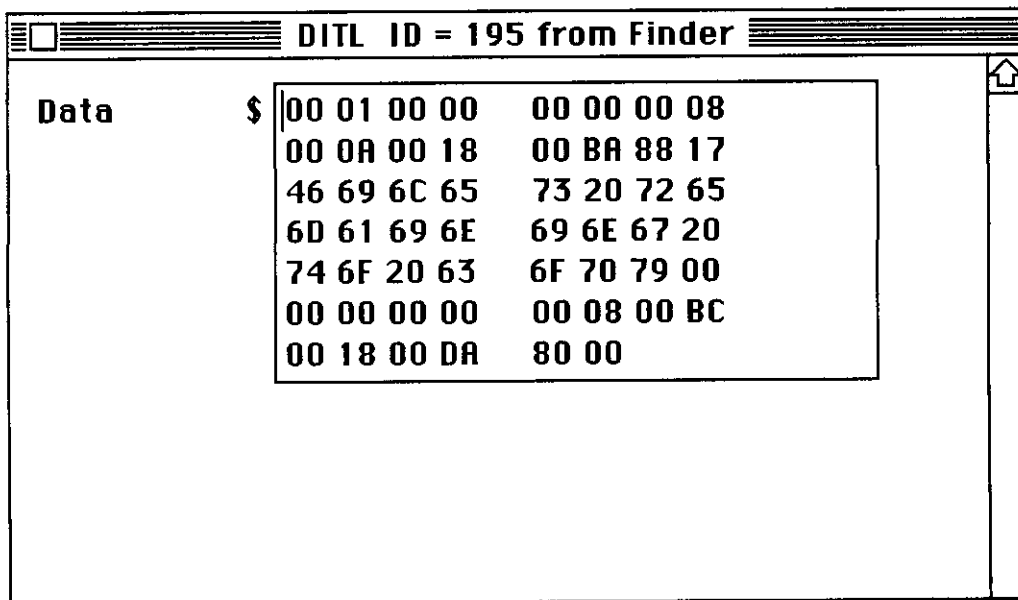 DITL ID = 195 from Finder
Data $ 00 01 00 00 00 00 00 08
00 0A 00 18 00 BA 88 17
46 69 6C 65 73 20 72 65
6D 61 69 6E 69 6E 67 20
74 6F 20 63 6F 70 79 00
00 00 00 00 00 08 00 BC
00 18 00 DA 80 00